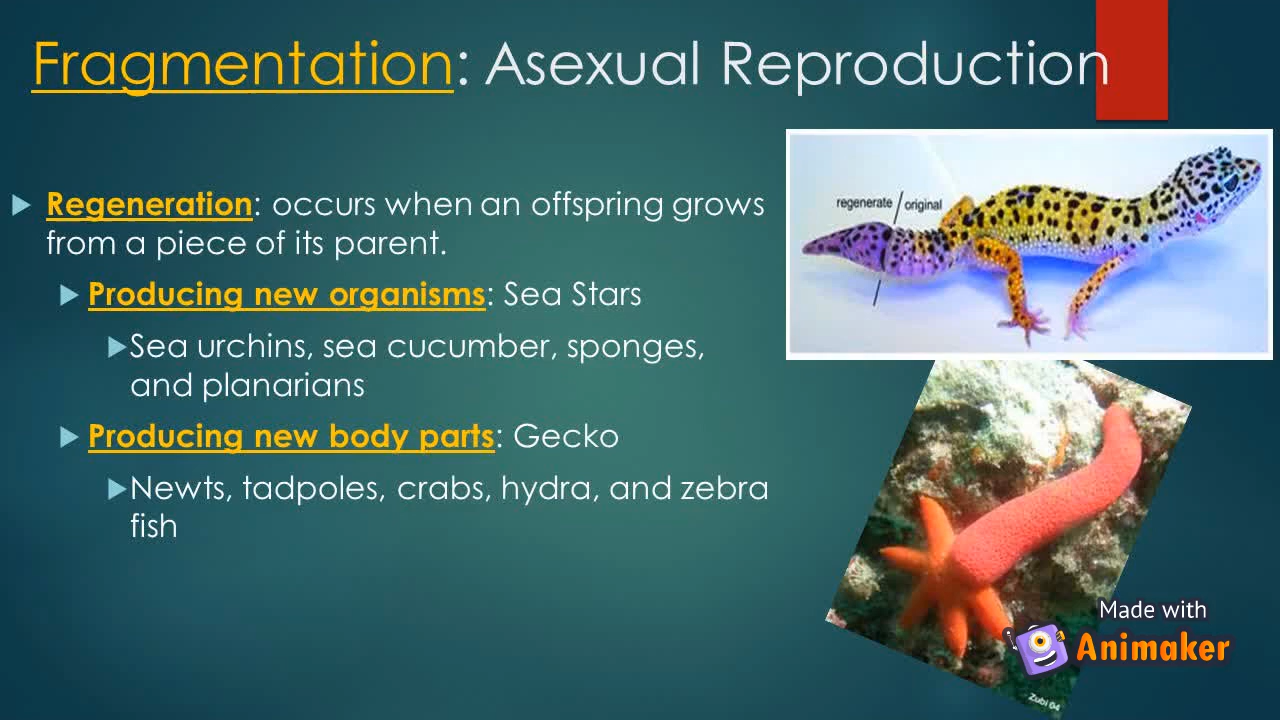 Fragmentation: Asexual Reproduction
Regeneration: occurs when an offspring grows
from a piece of its parent.
Producing new organisms: Sea Stars
Sea urchins, sea cucumber, sponges,
and planarians
Producing new body parts: Gecko
Newts, tadpoles, crabs, hydra, and zebra
fish
regenerate / original
Made with
Animaker
Zubi 04